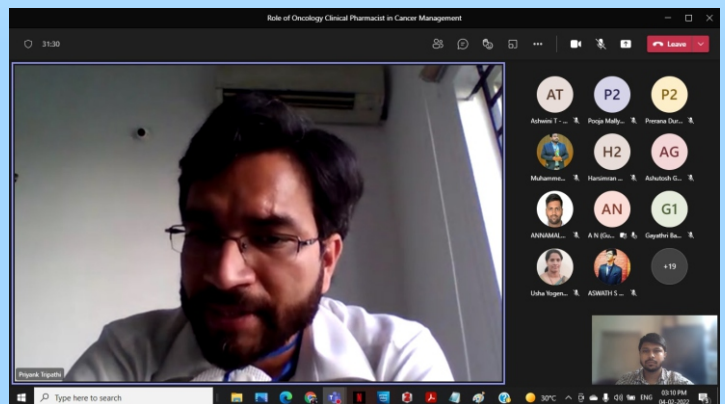 Role of Oncology Clinical Pharmacist in Cancer Management
31:30
Leave
AT
P2
P2
Ashwini T - ...
Pooja Mally...
Prerana Dur...
H2
AG
Muhamme...
Harsimran ...
Ashutosh G...
AN
G1
ANNAMAL...
A N (Gu...
Gayathri Ba...
+19
Usha Yogen...
ASWATH S ...
Priyank Tripathi
Type here to search
30°C
ENG
03:10 PM
04-02-2022